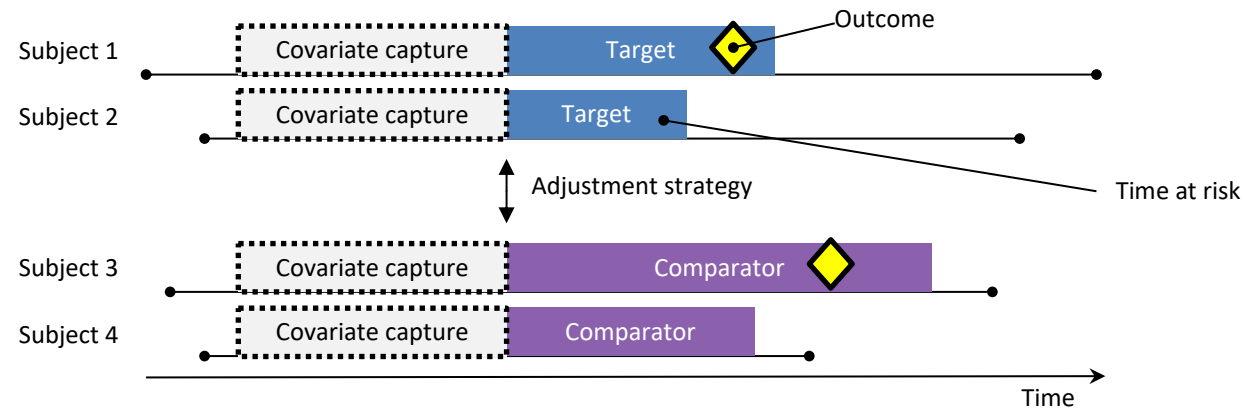 Outcome
Subject 1
Covariate capture
Target
Subject 2
Covariate capture
Target
Adjustment strategy
Time at risk
Subject 3
Covariate capture
Comparator
Subject 4
Covariate capture
Comparator
Time